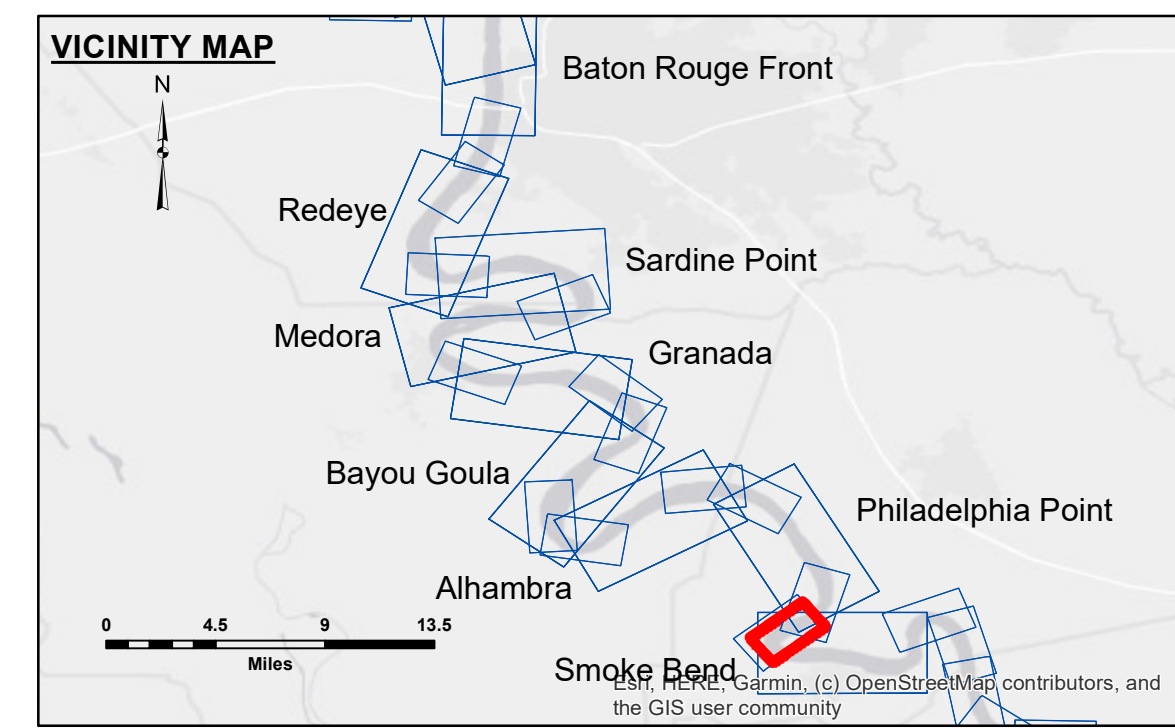 VICINITY MAP
N
Baton Rouge Front
Redeye
Sardine Point
Medora
Granada
Bayou Goula
Philadelphia Point
Alhambra
0 4.5 9 13.5
Miles
Smoke Bend
Esri, HERE, Garmin, (c) OpenStreetMap contributors, and
the GIS user community